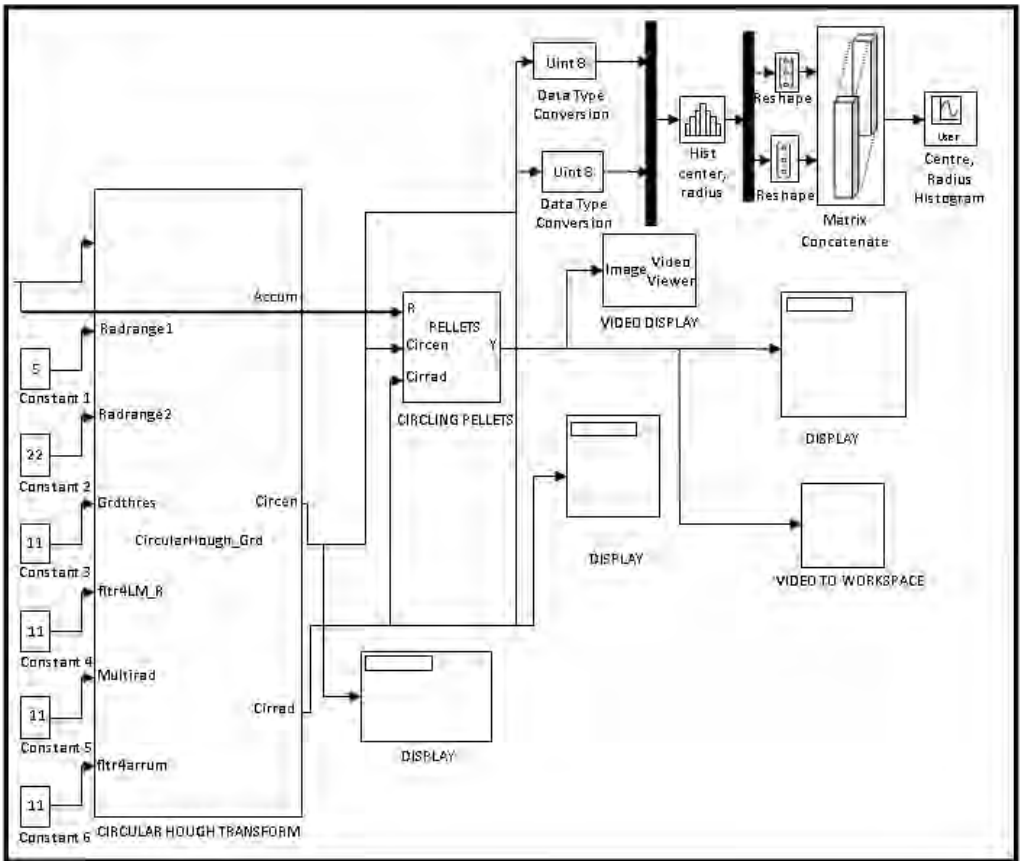 Uint 8
Data Type
Conversion
Uint 8
Data Type
Conversion
Hist
center,
radius
Reshape
Reshape
Matrix
Concatenate
User
Centre,
Radius
Histogram
Image
Video
Viewer
VIDEO DISPLAY
Accum
R
PELLETS
Circen
Y
Cirrad
CIRCLING PELLETS
DISPLAY
DISPLAY
VIDEO TO WORKSPACE
DISPLAY
Radrange1
5
Constant 1
Radrange2
22
Constant 2
Grdthres
Circen
11
Constant 3
CircularHough_Grd
fltr4LM_R
11
Constant 4
Multirad
Cirrad
11
Constant 5
fltr4arrum
11
Constant 6
CIRCULAR HOUGH TRANSFORM